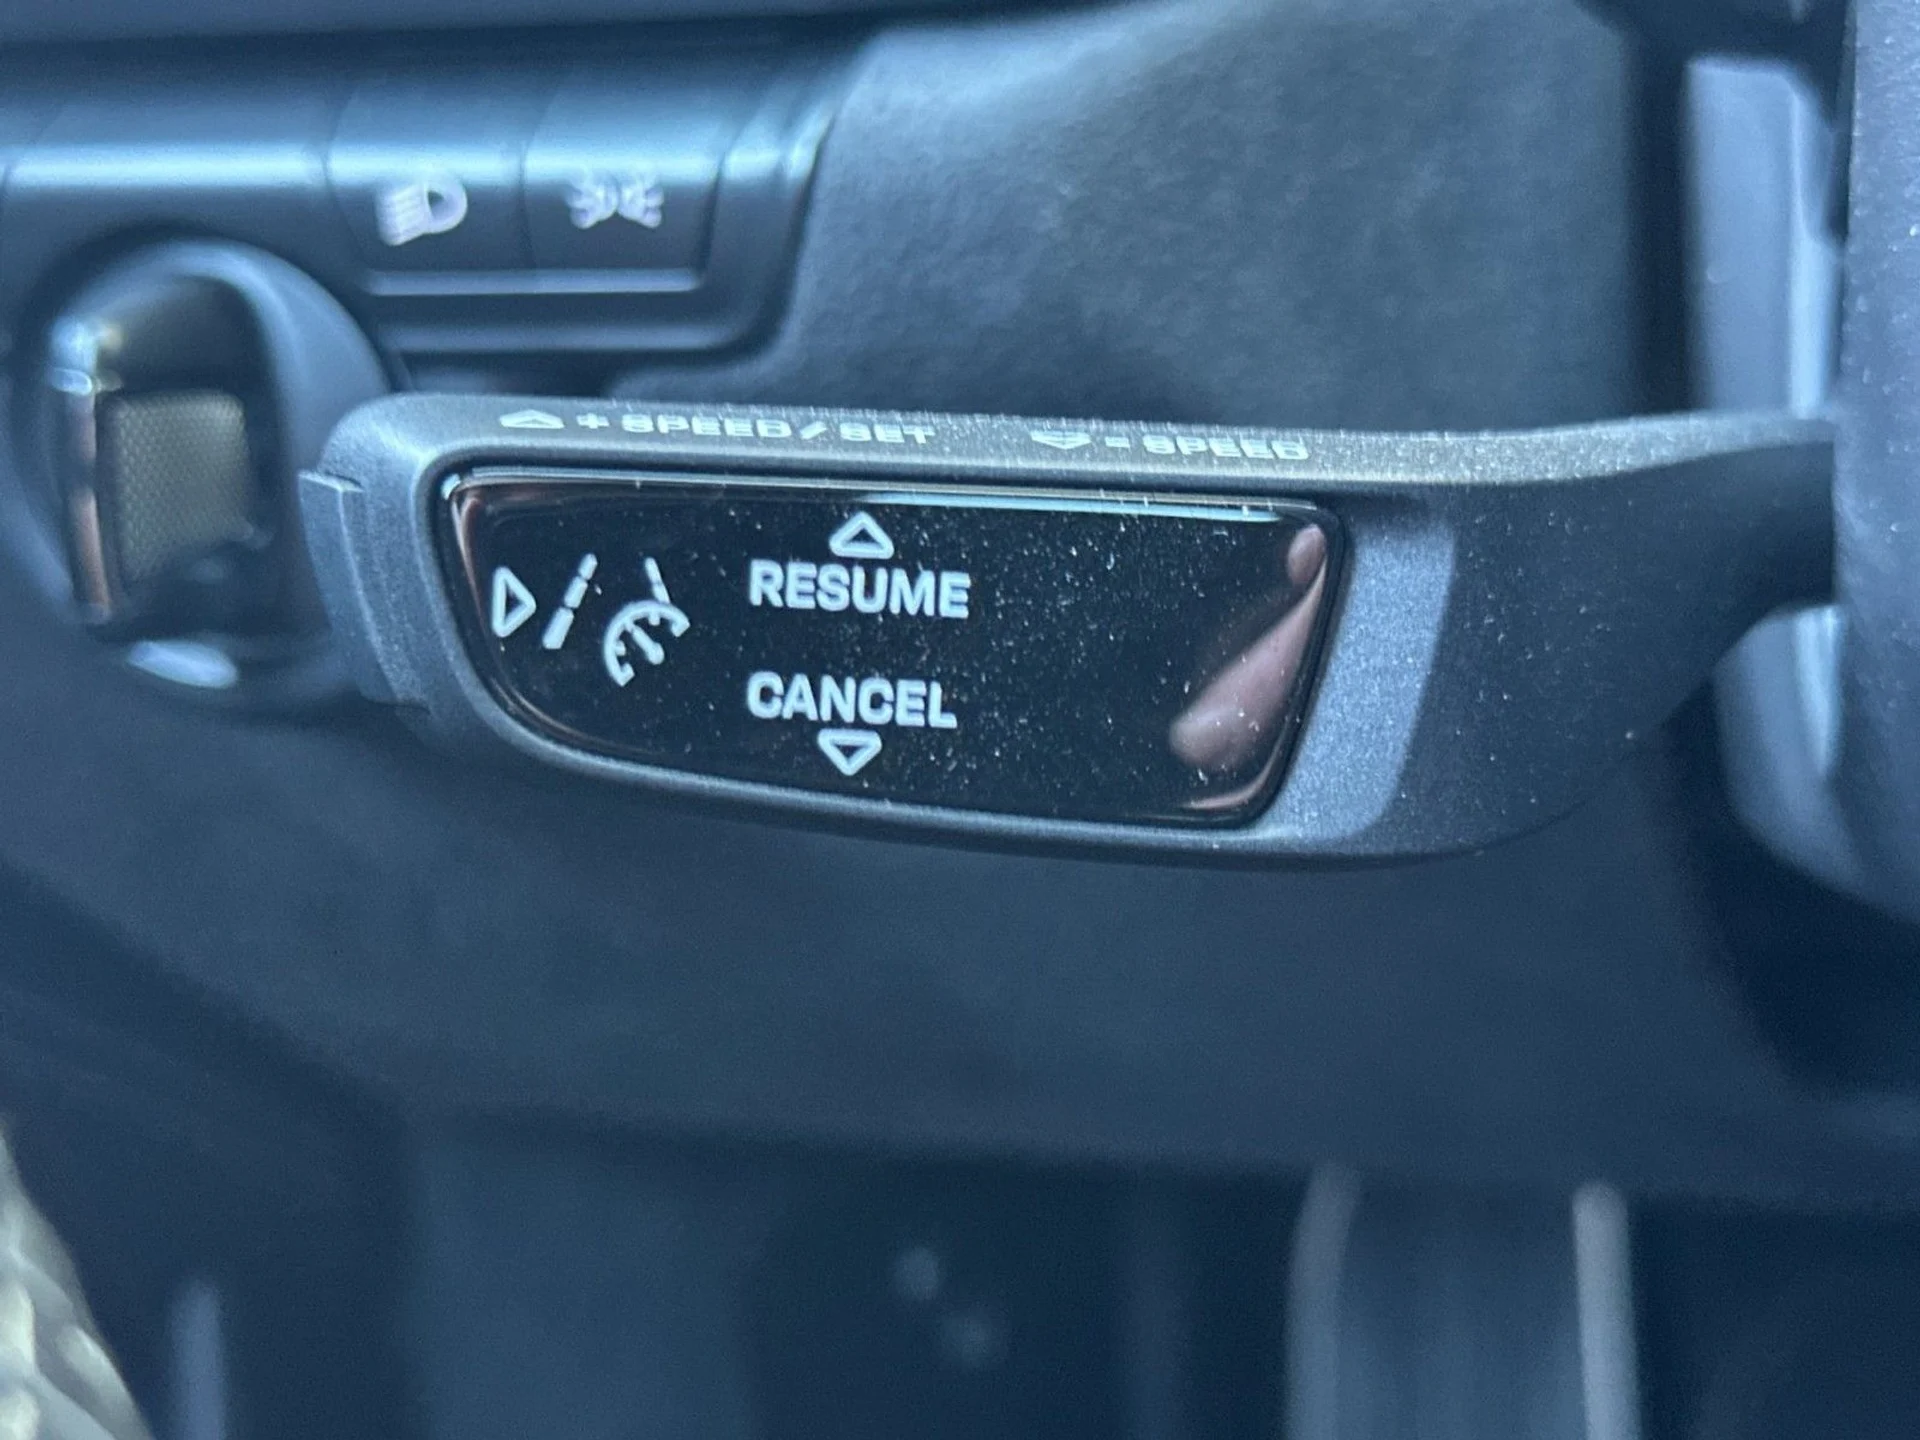 + SPEED / SET - SPEED
RESUME
CANCEL